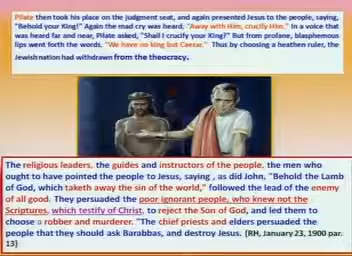 Pilate then took his place on the judgment seat, and again presented Jesus to the people, saying,
"Behold your King!" Again the mad cry was heard, "Away with Him, crucify Him." In a voice that
was heard far and near, Pilate asked, "Shall I crucify your King?" But from profane, blasphemous
lips went forth the words, "We have no king but Caesar." Thus by choosing a heathen ruler, the
Jewish nation had withdrawn from the theocracy.
The religious leaders, the guides and instructors of the people, the men who
ought to have pointed the people to Jesus, saying , as did John, "Behold the Lamb
of God, which taketh away the sin of the world," followed the lead of the enemy
of all good. They persuaded the poor ignorant people, who knew not the
Scriptures, which testify of Christ, to reject the Son of God, and led them to
choose a robber and murderer. "The chief priests and elders persuaded the
people that they should ask Barabbas, and destroy Jesus. {RH, January 23, 1900 par.
13}